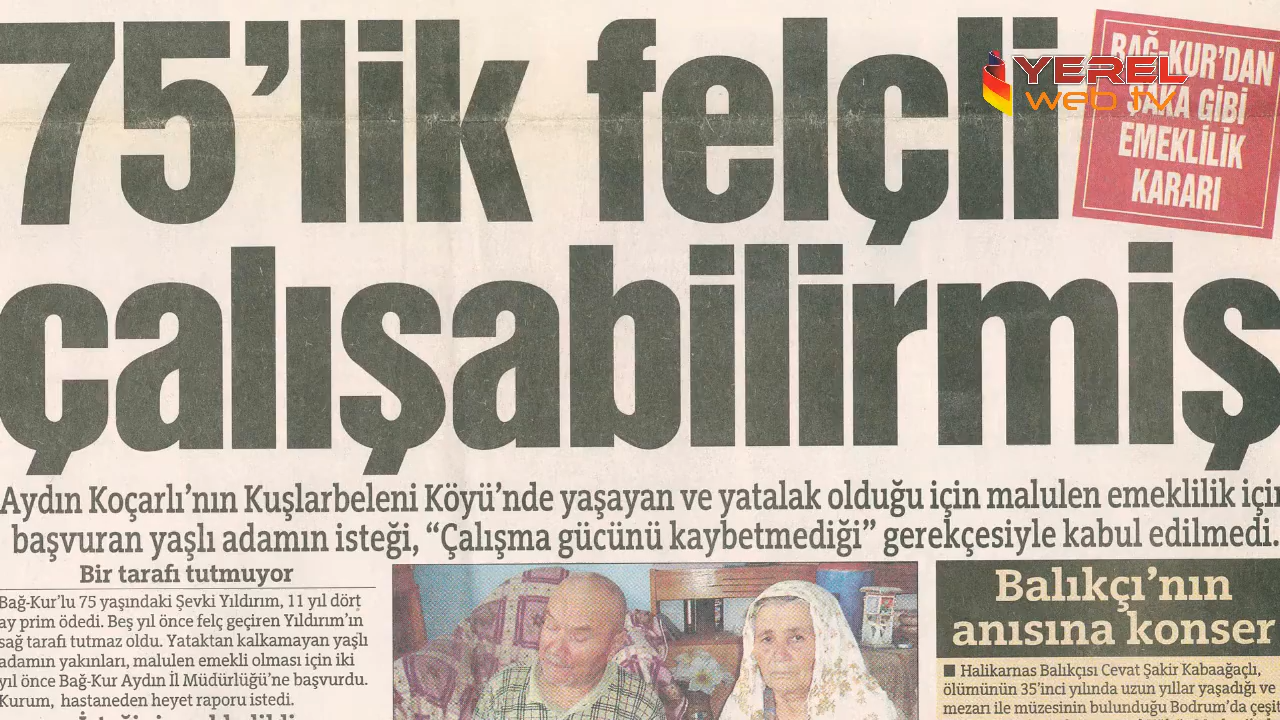 75'lik felçli
çalışabilirmiş
BAĞ-KUR'DAN
ŞAKA GİBİ
EMEKLİLİK
KARARI
YEREL
web tv
Aydın Koçarlı'nın Kuşlarbeleni Köyü'nde yaşayan ve yatalak olduğu için malulen emeklilik için
başvuran yaşlı adamın isteği, “Çalışma gücünü kaybetmediği” gerekçesiyle kabul edilmedi.
Bir tarafı tutmuyor
Bağ-Kur'lu 75 yaşındaki Şevki Yıldırım, 11 yıl dört
ay prim ödedi. Beş yıl önce felç geçiren Yıldırım'ın
sağ tarafı tutmaz oldu. Yataktan kalkamayan yaşlı
adamın yakınları, malulen emekli olması için iki
yıl önce Bağ-Kur Aydın İl Müdürlüğü'ne başvurdu.
Kurum, hastaneden heyet raporu istedi.
Balıkçı'nın
anısına konser
■ Halikarnas Balıkçısı Cevat Şakir Kabaağaçlı,
ölümünün 35'inci yılında uzun yıllar yaşadığı ve
mezarı ile müzesinin bulunduğu Bodrum'da çeşit